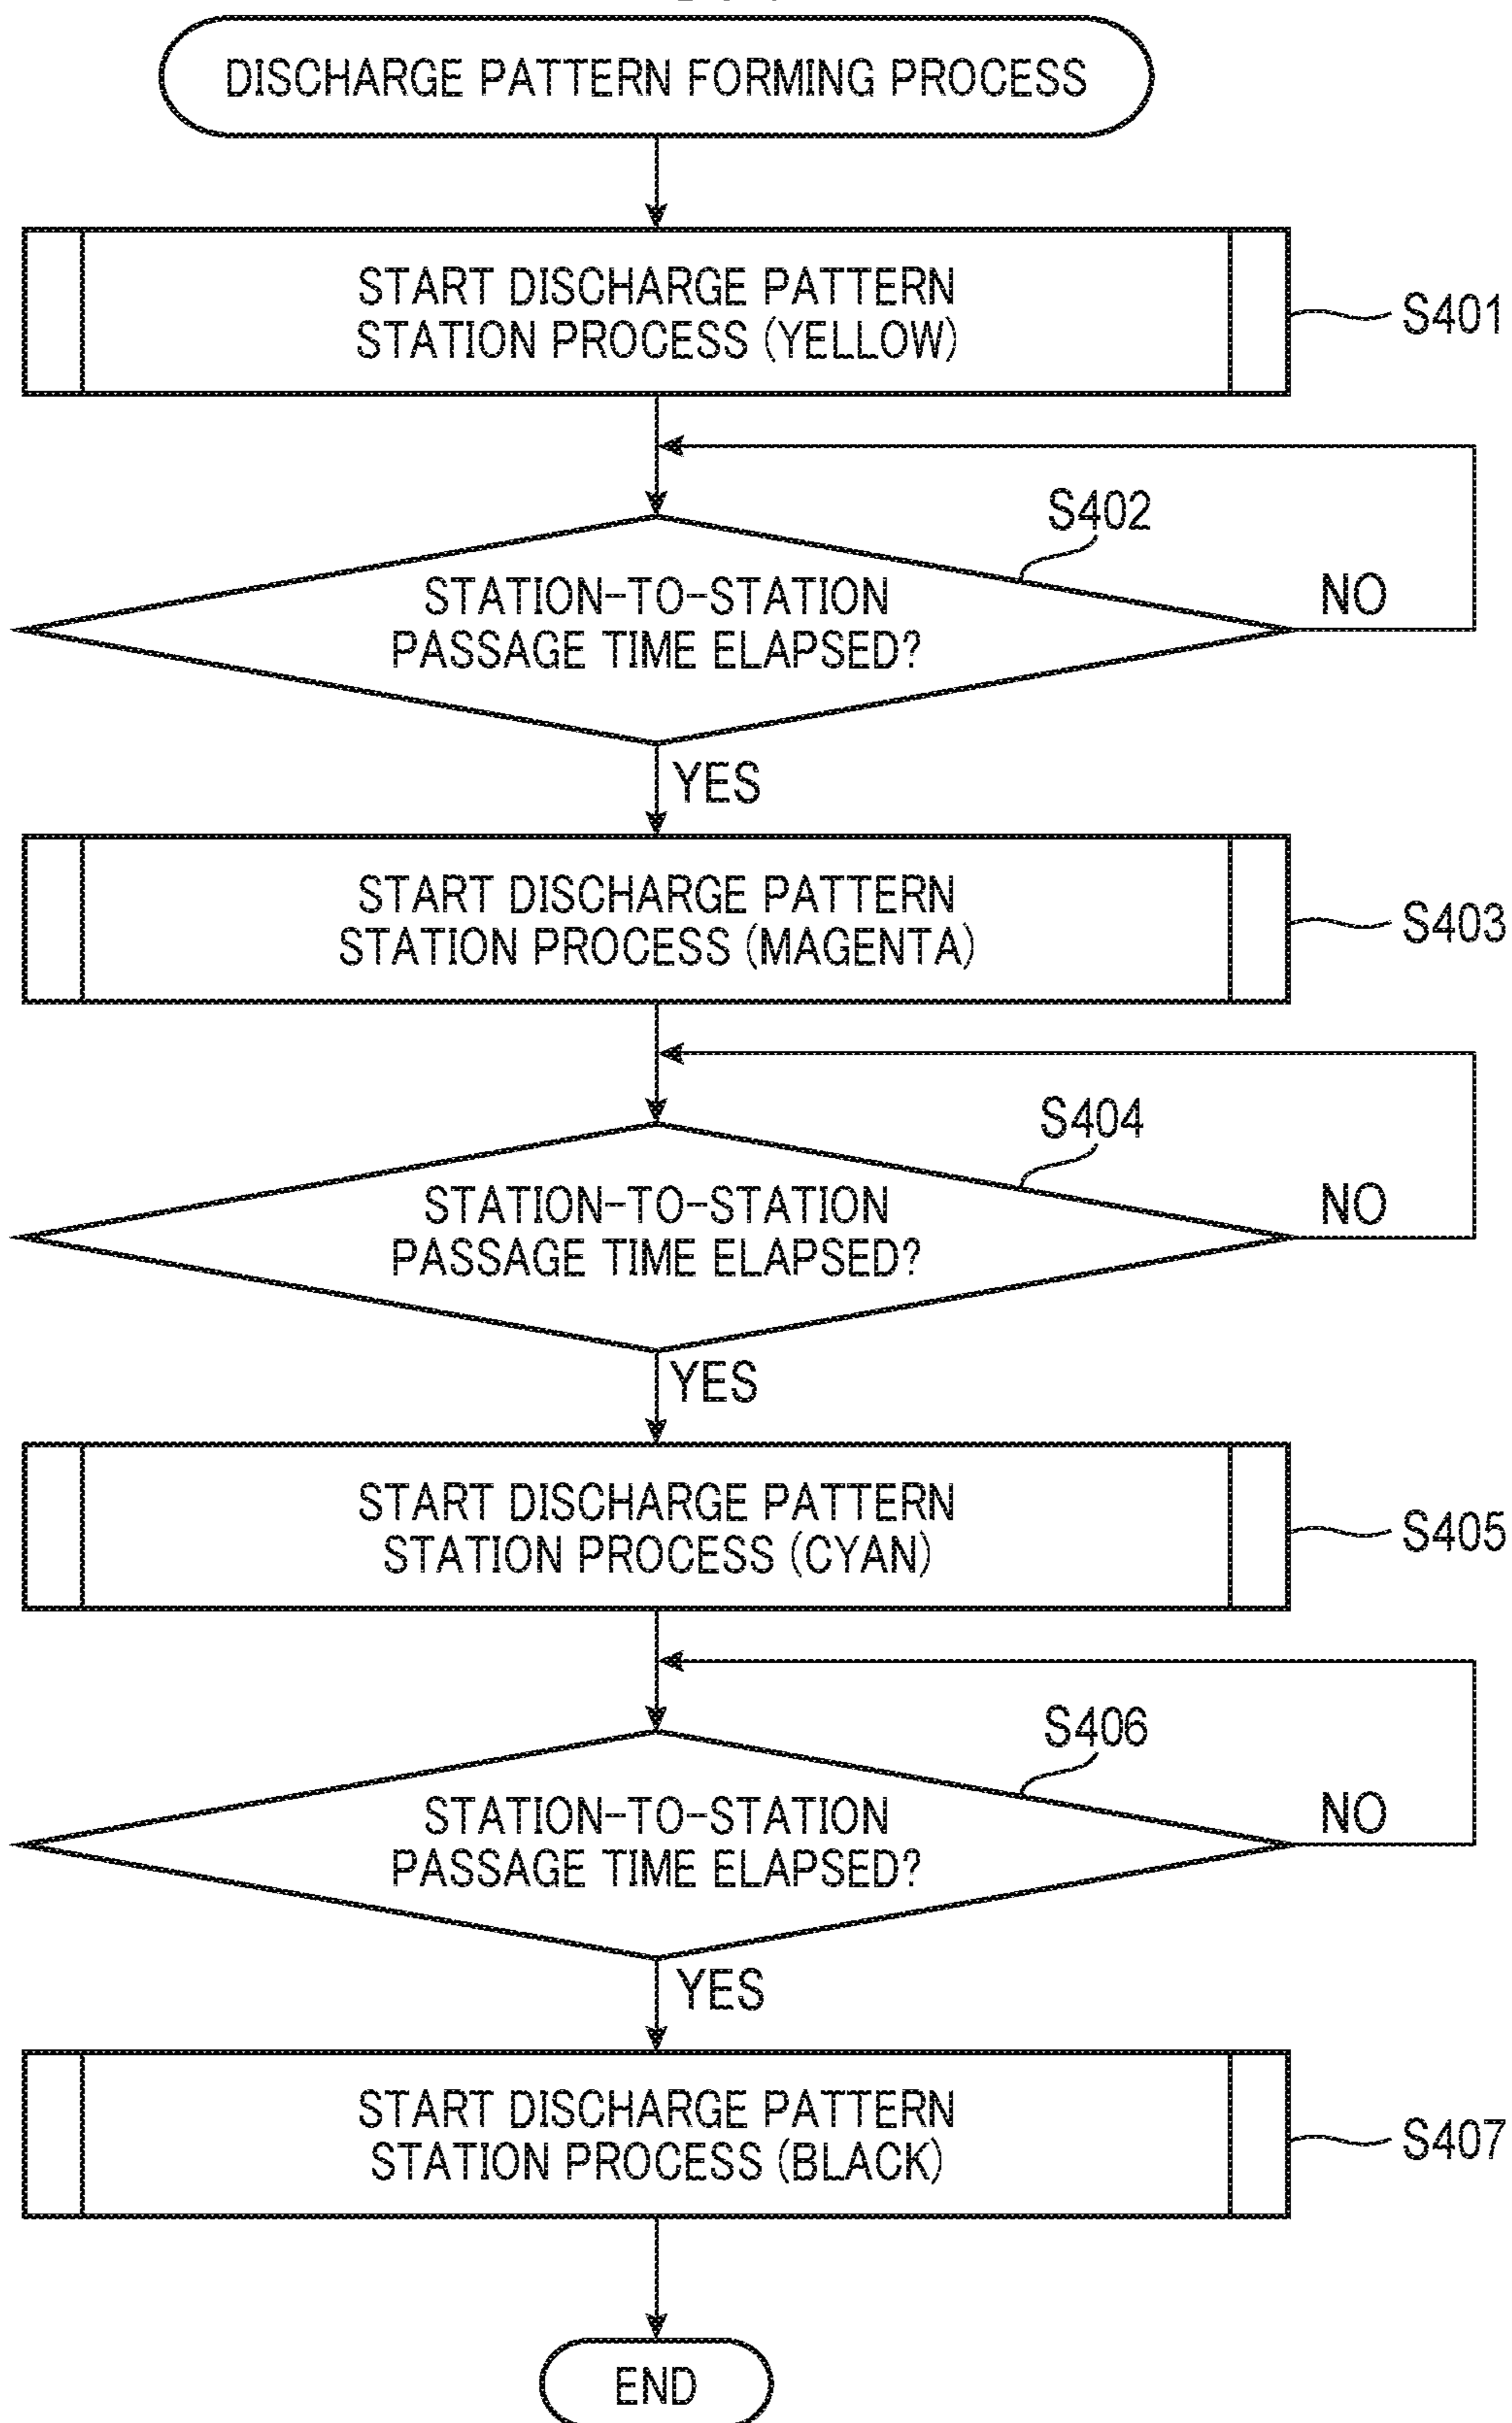 DISCHARGE PATTERN FORMING PROCESS
START DISCHARGE PATTERN
STATION PROCESS (YELLOW)
S401
S402
STATION-TO-STATION
PASSAGE TIME ELAPSED?
NO
YES
START DISCHARGE PATTERN
STATION PROCESS (MAGENTA)
S403
S404
STATION-TO-STATION
PASSAGE TIME ELAPSED?
NO
YES
START DISCHARGE PATTERN
STATION PROCESS (CYAN)
S405
S406
STATION-TO-STATION
PASSAGE TIME ELAPSED?
NO
YES
START DISCHARGE PATTERN
STATION PROCESS (BLACK)
S407
END